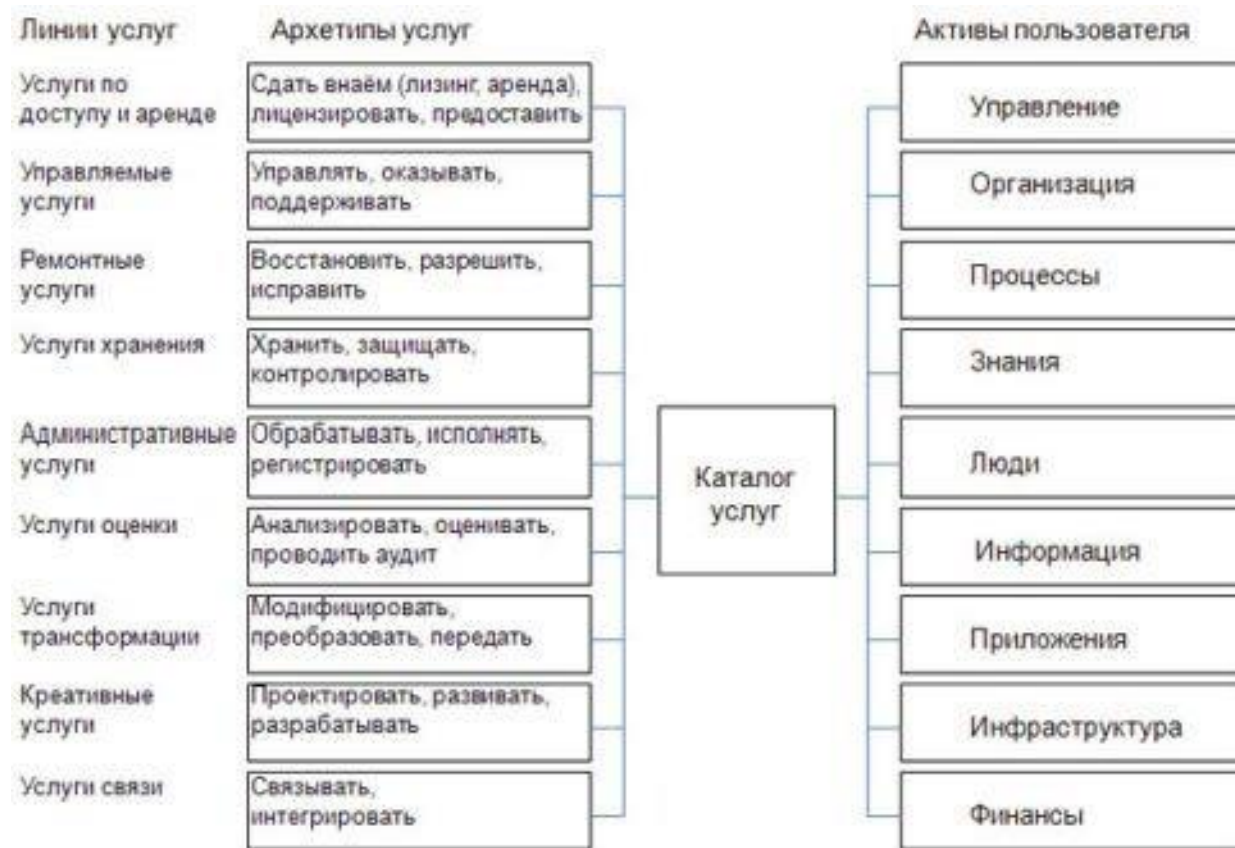 Линии услуг
Архетипы услуг
Активы пользователя
Услуги по
доступу и аренде
Сдать внаём (лизинг, аренда),
лицензировать, предоставить
Управление
Управляемые
услуги
Управлять, оказывать,
поддерживать
Организация
Ремонтные
услуги
Восстановить, разрешить,
исправить
Процессы
Услуги хранения
Хранить, защищать,
контролировать
Знания
Административные
услуги
Обрабатывать, исполнять,
регистрировать
Люди
Каталог
услуг
Услуги оценки
Анализировать, оценивать,
проводить аудит
Информация
Услуги
трансформации
Модифицировать,
преобразовать, передать
Приложения
Креативные
услуги
Проектировать, развивать,
разрабатывать
Инфраструктура
Услуги связи
Связывать,
интегрировать
Финансы